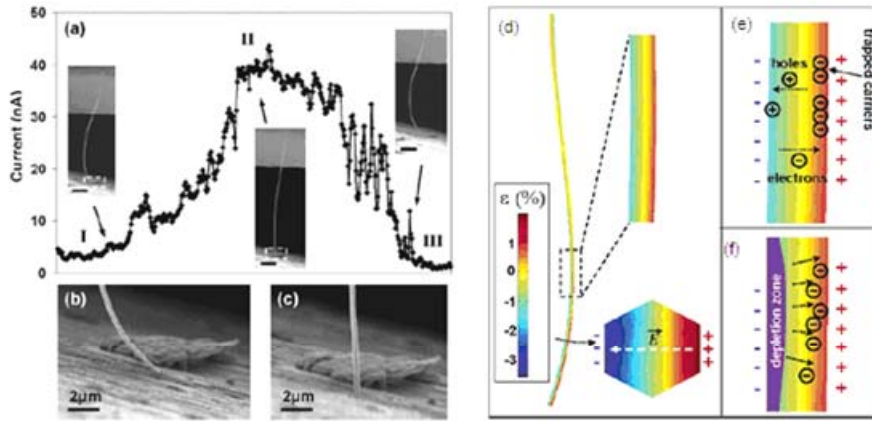 (a)
Current (nA)
50
40
30
20
10
0
I
II
III
(b)
2μm
(c)
2μm
(d)
ε (%)
1
0
-1
-2
-3
E
- - -
+++
(e)
holes
electrons
trapped carriers
(f)
depletion zone